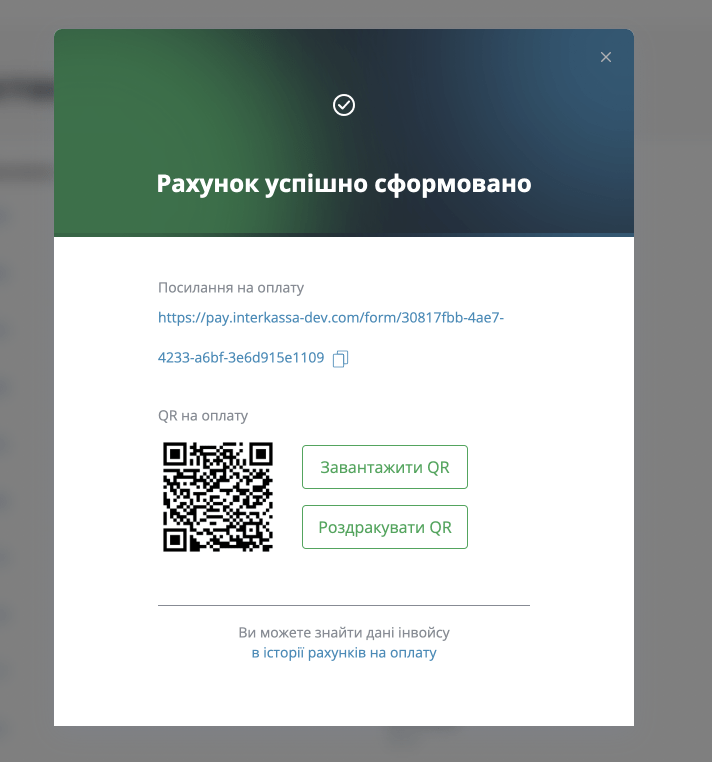 Рахунок успішно сформовано
Посилання на оплату
https://pay.interkassa-dev.com/form/30817fbb-4ae7-
4233-a6bf-3e6d915e1109
QR на оплату
Завантажити QR
Роздракувати QR
Ви можете знайти дані інвойсу
в історії рахунків на оплату